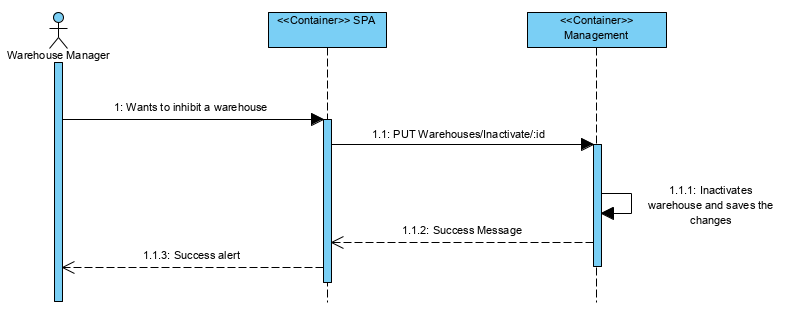 <<Container>> SPA
<<Container>>
Management
Warehouse Manager
1: Wants to inhibit a warehouse
1.1: PUT Warehouses/Inactivate/:id
1.1.1: Inactivates
warehouse and saves the
changes
1.1.2: Success Message
1.1.3: Success alert